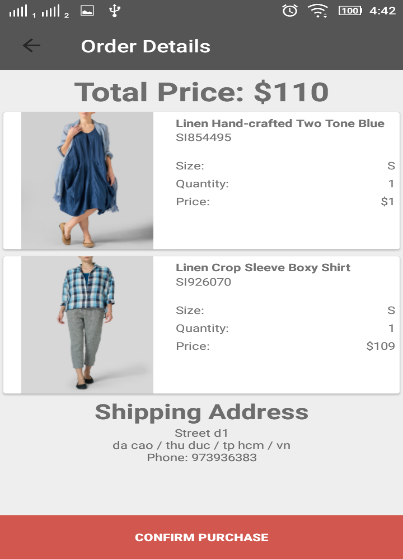 1 2 100 4:42
Order Details
Total Price: $110
Linen Hand-crafted Two Tone Blue
SI854495
Size: S
Quantity: 1
Price: $1
Linen Crop Sleeve Boxy Shirt
SI926070
Size: S
Quantity: 1
Price: $109
Shipping Address
Street d1
da cao / thu duc / tp hcm / vn
Phone: 973936383
CONFIRM PURCHASE